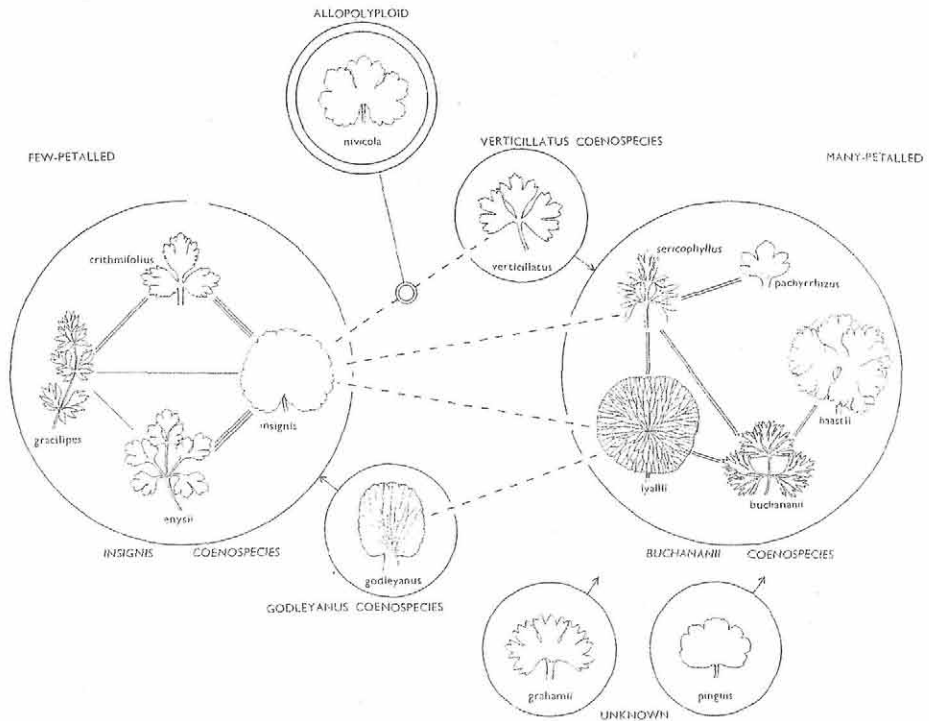 ALLOPOLYPLOID
nivicola
FEW-PETALLED
VERTICILLATUS COENOSPECIES
MANY-PETALLED
verticillatus
crithmifolius
sericophyllus
pachyrrhizus
gracilipes
insignis
haastii
lyallii
buchananii
enysii
INSIGNIS COENOSPECIES
BUCHANANII COENOSPECIES
godleyanus
GODLEYANUS COENOSPECIES
grahamii
pinguis
UNKNOWN